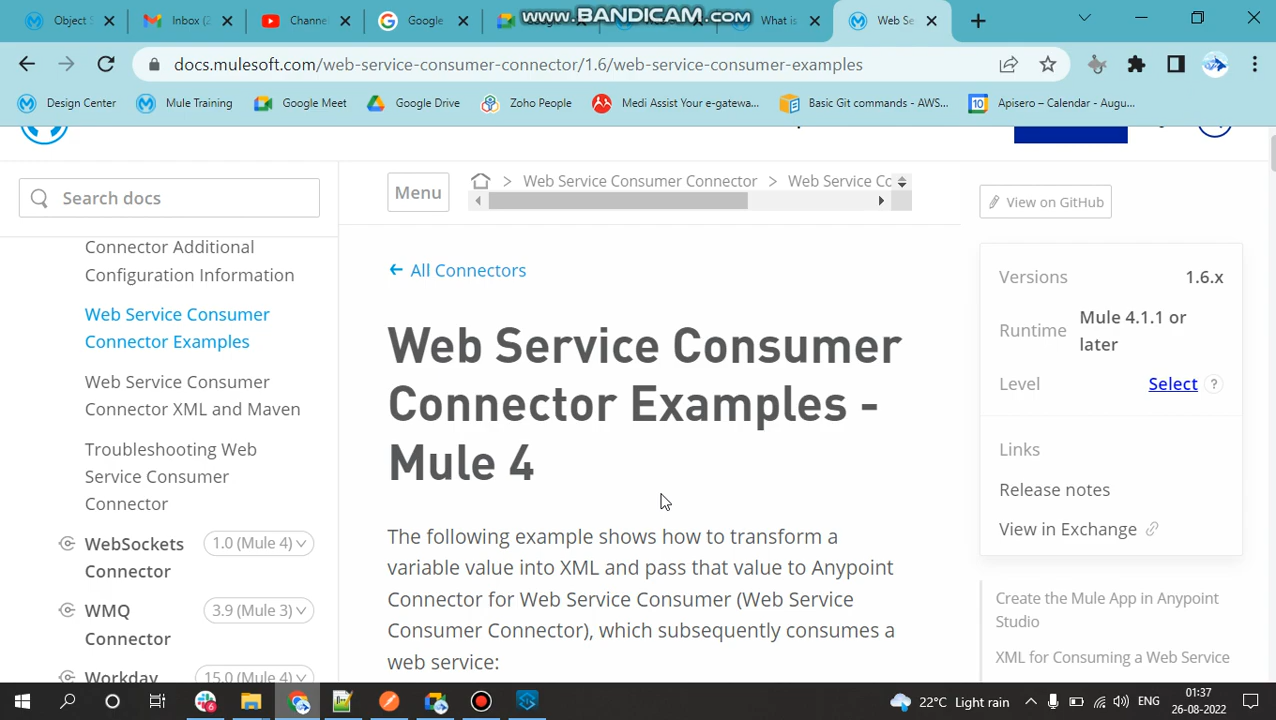 Object
Inbox (2
Channe
Google
What is
Web Se
www.BANDICAM.com
docs.mulesoft.com/web-service-consumer-connector/1.6/web-service-consumer-examples
Design Center
Mule Training
Google Meet
Google Drive
Zoho People
Medi Assist Your e-gatewa...
Basic Git commands - AWS...
Apisero – Calendar - Augu...
Search docs
Menu
> Web Service Consumer Connector > Web Service Cc
View on GitHub
Connector Additional
Configuration Information
Web Service Consumer
Connector Examples
Web Service Consumer
Connector XML and Maven
Troubleshooting Web
Service Consumer
Connector
WebSockets
Connector
1.0 (Mule 4)
WMQ
Connector
3.9 (Mule 3)
Workday
15.0 (Mule 4)
All Connectors
Web Service Consumer
Connector Examples -
Mule 4
The following example shows how to transform a
variable value into XML and pass that value to Anypoint
Connector for Web Service Consumer (Web Service
Consumer Connector), which subsequently consumes a
web service:
Versions 1.6.x
Runtime Mule 4.1.1 or
later
Level Select ?
Links
Release notes
View in Exchange
Create the Mule App in Anypoint
Studio
XML for Consuming a Web Service
22°C Light rain
ENG
01:37
26-08-2022